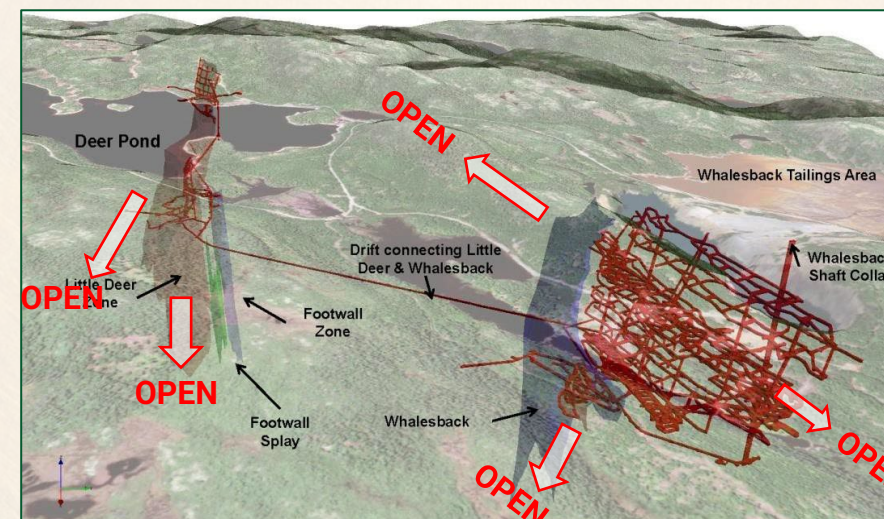 OPEN
Deer Pond
Whalesback Tailings Area
Drift connecting Little
Deer & Whalesback
Whalesbac
Shaft Colla
Little Deer
Zone
OPEN
Footwall
Zone
OPEN
Footwall
Splay
Whalesback
OPEN
OPE